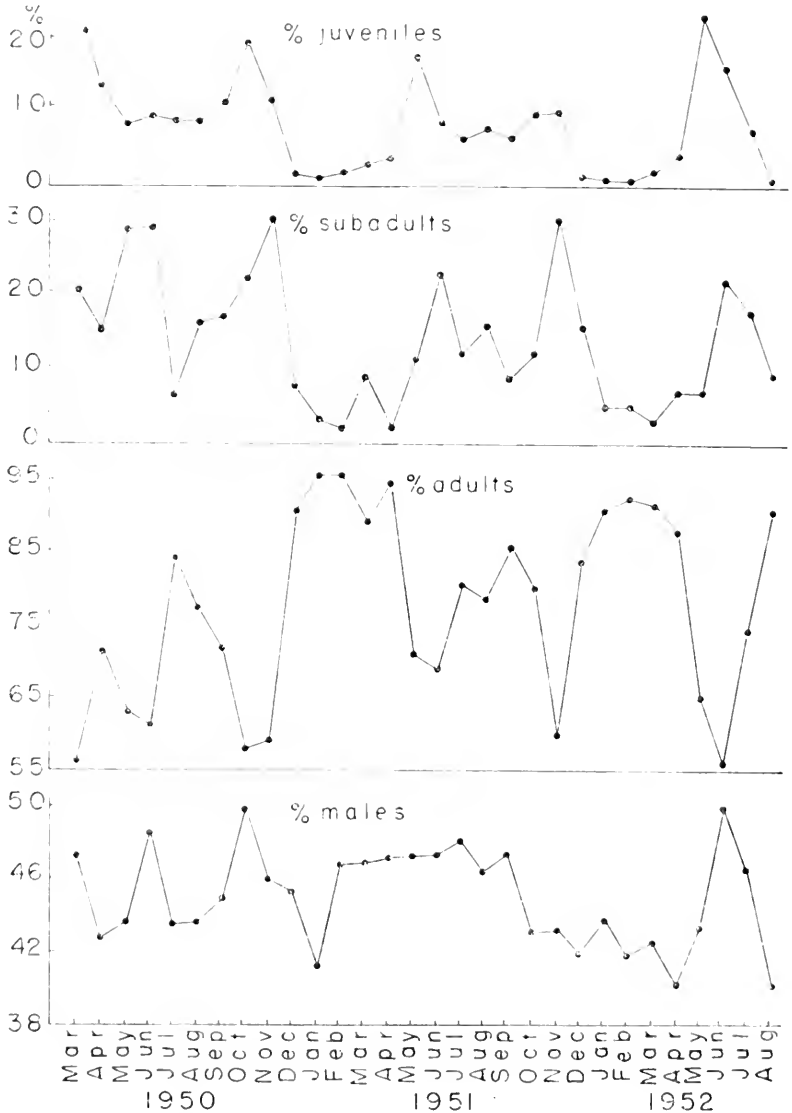 %
% juveniles
20
10
0
30
% subadults
20
10
0
95
% adults
85
75
65
55
50
% males
46
42
38
Mar Apr May Jun Jul Aug Sep Oct Nov Dec Jan Feb Mar Apr May Jun Jul Aug Sep Oct Nov Dec Jan Feb Mar Apr May Jun Jul Aug
1950 1951 1952